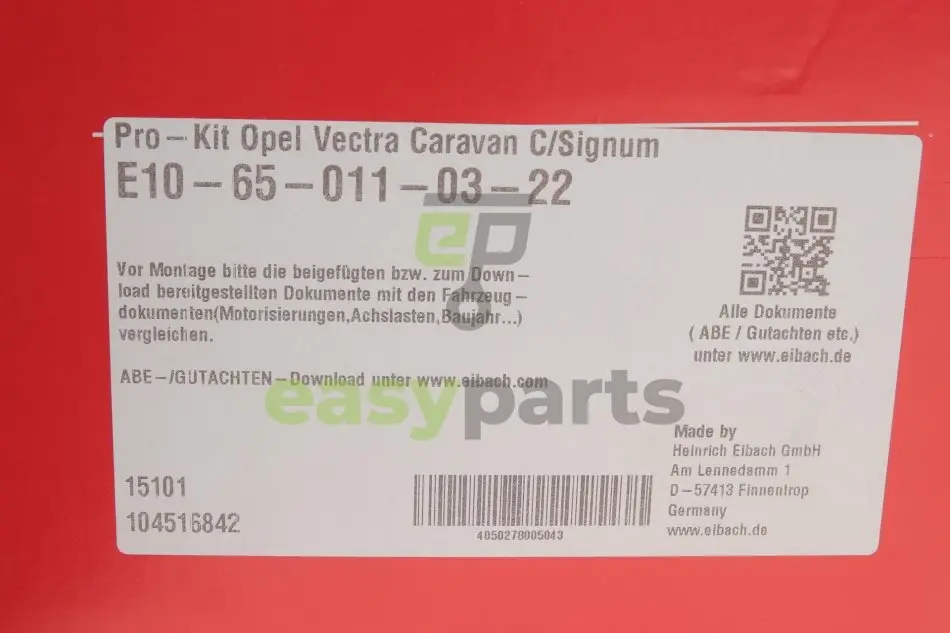 Pro-Kit Opel Vectra Caravan C/Signum
E10-65-011-03-22
ep
Vor Montage bitte die beigefügten bzw. zum Down-
load bereitgestellten Dokumente mit den Fahrzeug-
dokumenten(Motorisierungen,Achslasten,Baujahr...)
vergleichen.
Alle Dokumente
( ABE / Gutachten etc.)
unter www.eibach.de
ABE-/GUTACHTEN-Download unter www.eibach.com
easyparts
Made by
Heinrich Eibach GmbH
Am Lennedamm 1
D-57413 Finnentrop
Germany
www.eibach.de
15101
104516842
4050278005043